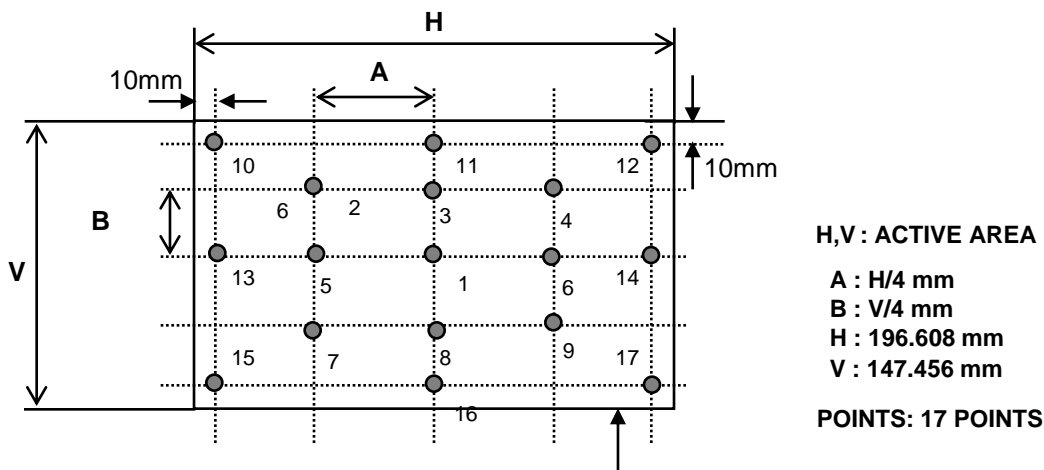 H
A
10mm
10 11 12
10mm
6 2 3 4
B
V
13 5 1 6 14
15 7 8 9 17
16
H,V : ACTIVE AREA
A : H/4 mm
B : V/4 mm
H : 196.608 mm
V : 147.456 mm
POINTS: 17 POINTS